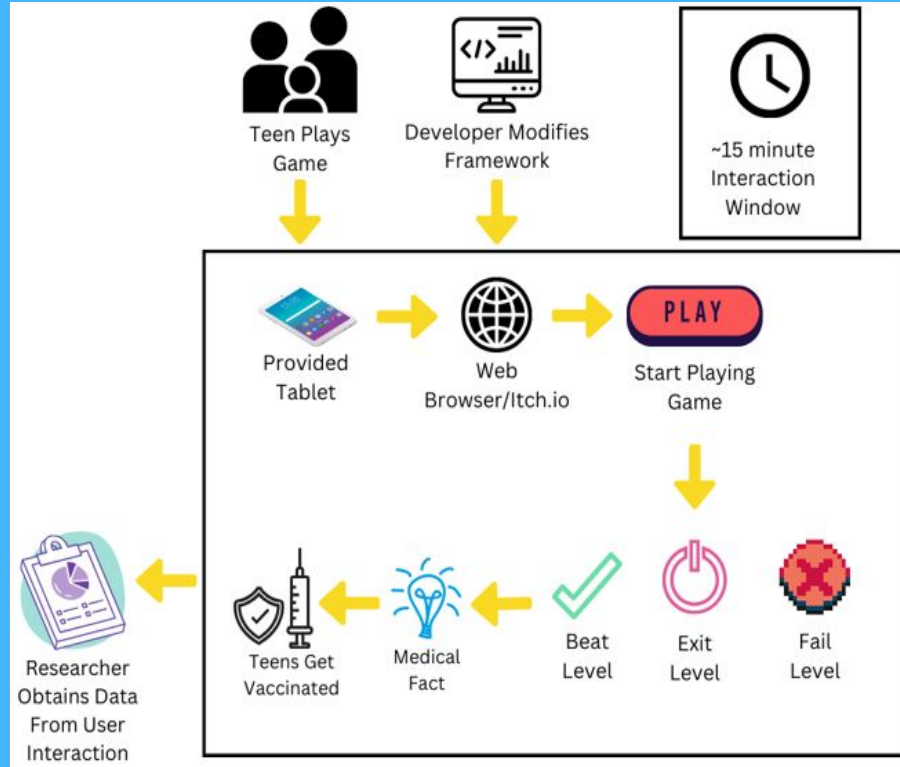 Teen Plays
Game
Developer Modifies
Framework
~15 minute
Interaction
Window
Provided
Tablet
Web
Browser/Itch.io
PLAY
Start Playing
Game
Beat
Level
Exit
Level
Fail
Level
Medical
Fact
Teens Get
Vaccinated
Researcher
Obtains Data
From User
Interaction